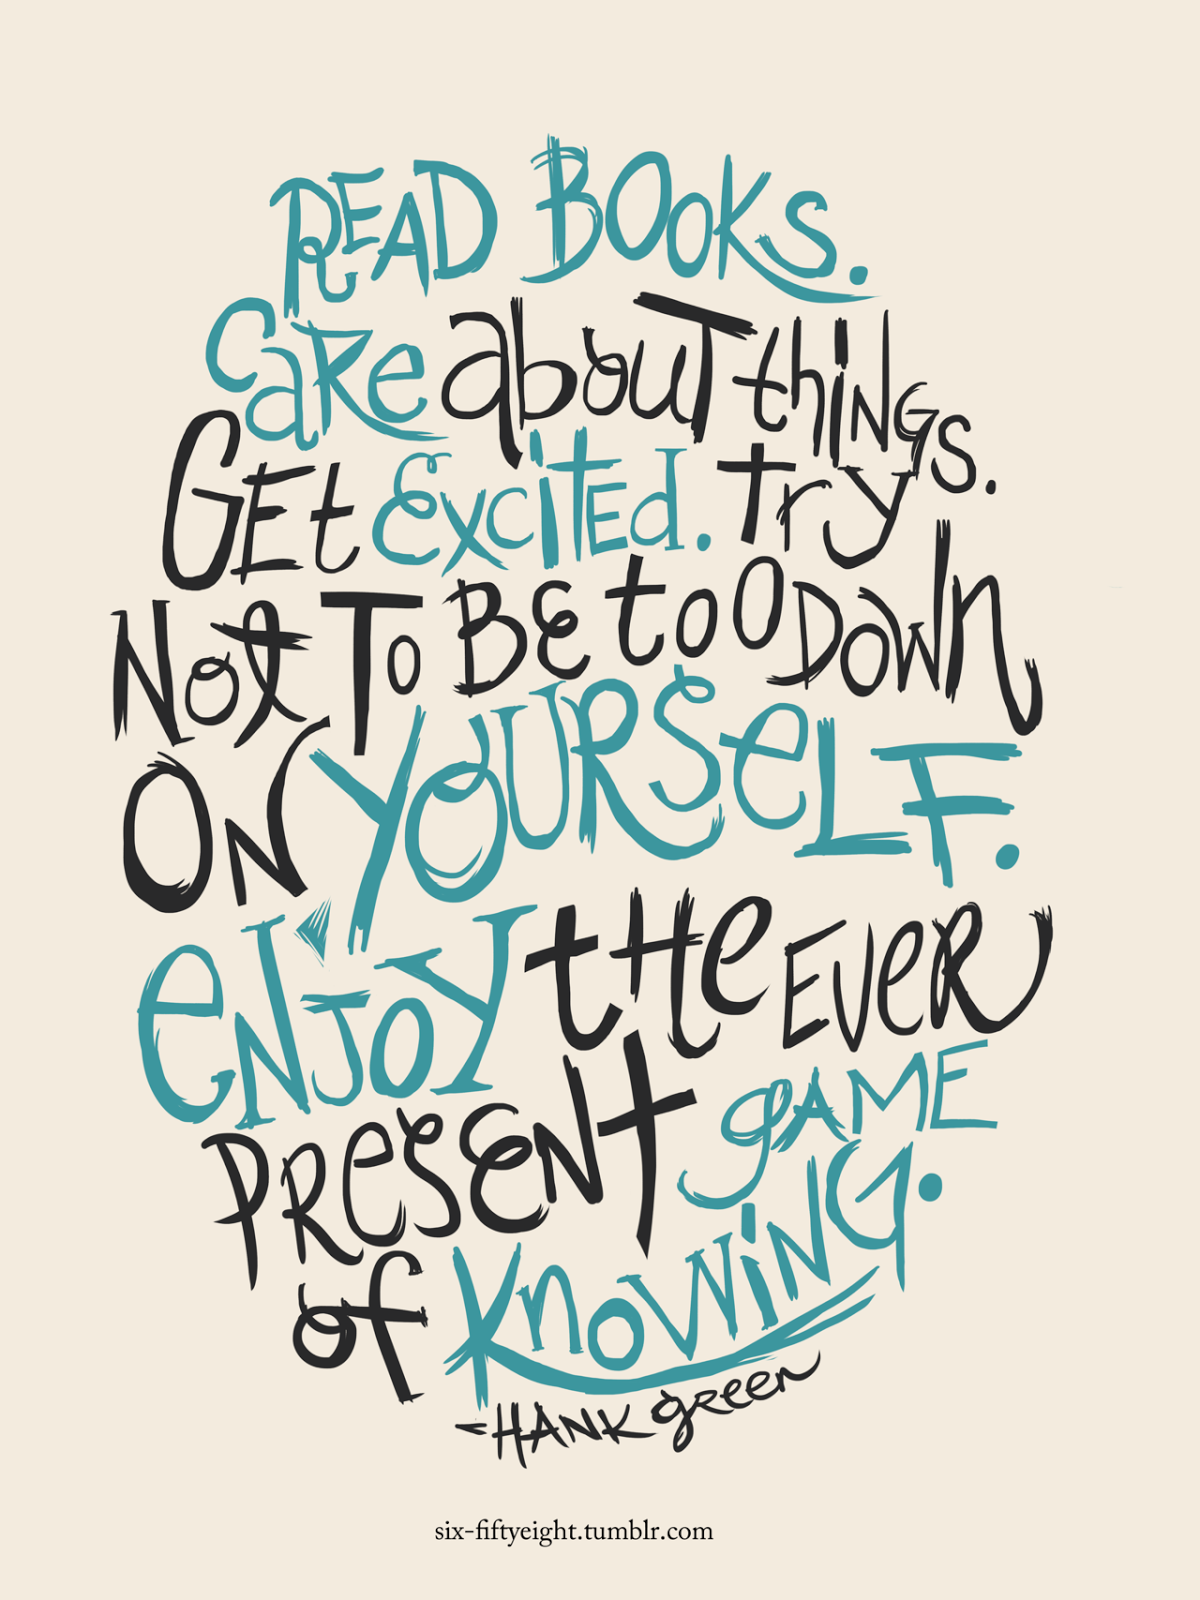 READ BOOKS.
Care abouT thiNGs.
GEt ExciTEd. Try
Not To BE too DowN
ON YOURSeLF.
eNJoY tHe EVeR
PReSENt gAME
of KnoWiNG.
-HANK green
six-fiftyeight.tumblr.com